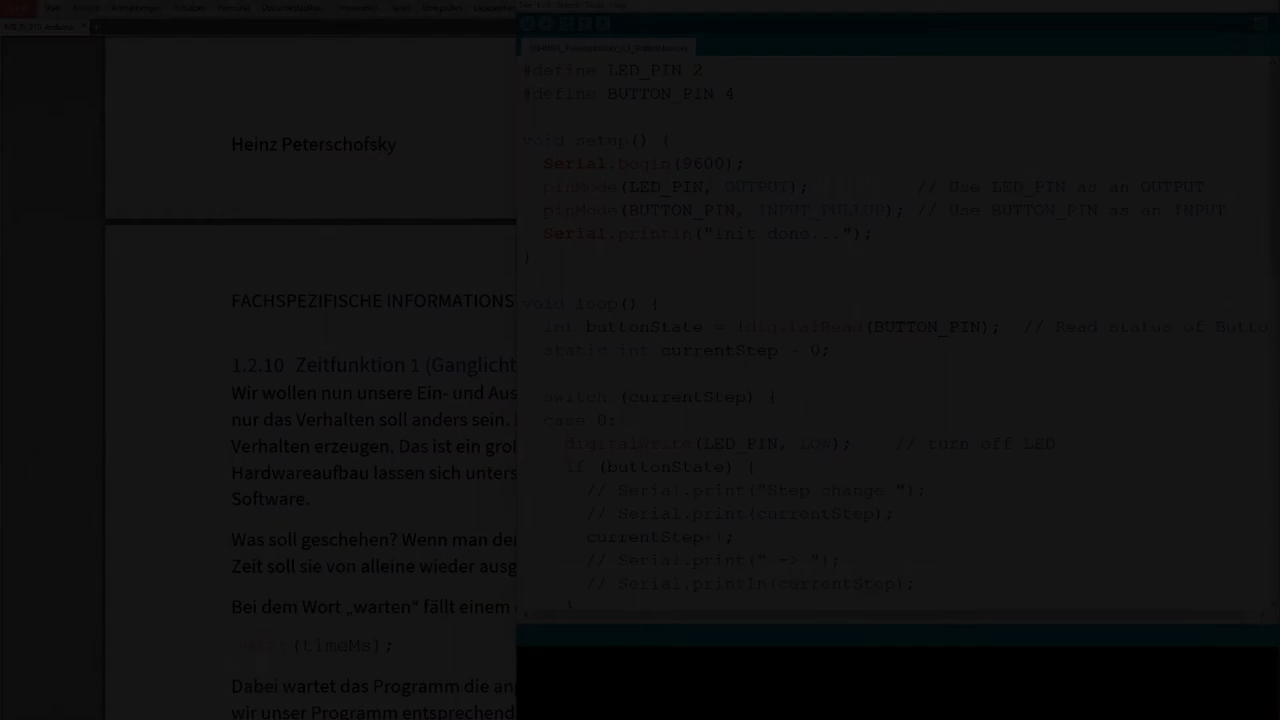 Heinz Peterschofsky
FACHSPEZIFISCHE INFORMATIONS
1.2.10 Zeitfunktion 1 (Ganglicht
Wir wollen nun unsere Ein- und Aus
nur das Verhalten soll anders sein.
Verhalten erzeugen. Das ist ein gro
Hardwareaufbau lassen sich unters
Software.
Was soll geschehen? Wenn man de
Zeit soll sie von alleine wieder ausg
Bei dem Wort „warten“ fällt einem
(timeMs);
Dabei wartet das Programm die an
wir unser Programm entsprechend
#define LED_PIN 2
#define BUTTON_PIN 4
void setup() {
Serial.begin(9600);
pinMode(LED_PIN, OUTPUT); // Use LED_PIN as an OUTPUT
pinMode(BUTTON_PIN, INPUT_PULLUP); // Use BUTTON_PIN as an INPUT
Serial.println("init done...");
}
void loop() {
int buttonState = !digitalRead(BUTTON_PIN); // Read status of Butto
static int currentStep = 0;
switch (currentStep) {
case 0:
digitalWrite(LED_PIN, LOW); // turn off LED
if (buttonState) {
// Serial.print("Step change ");
// Serial.print(currentStep);
currentStep++;
// Serial.print(" -> ");
// Serial.println(currentStep);
}